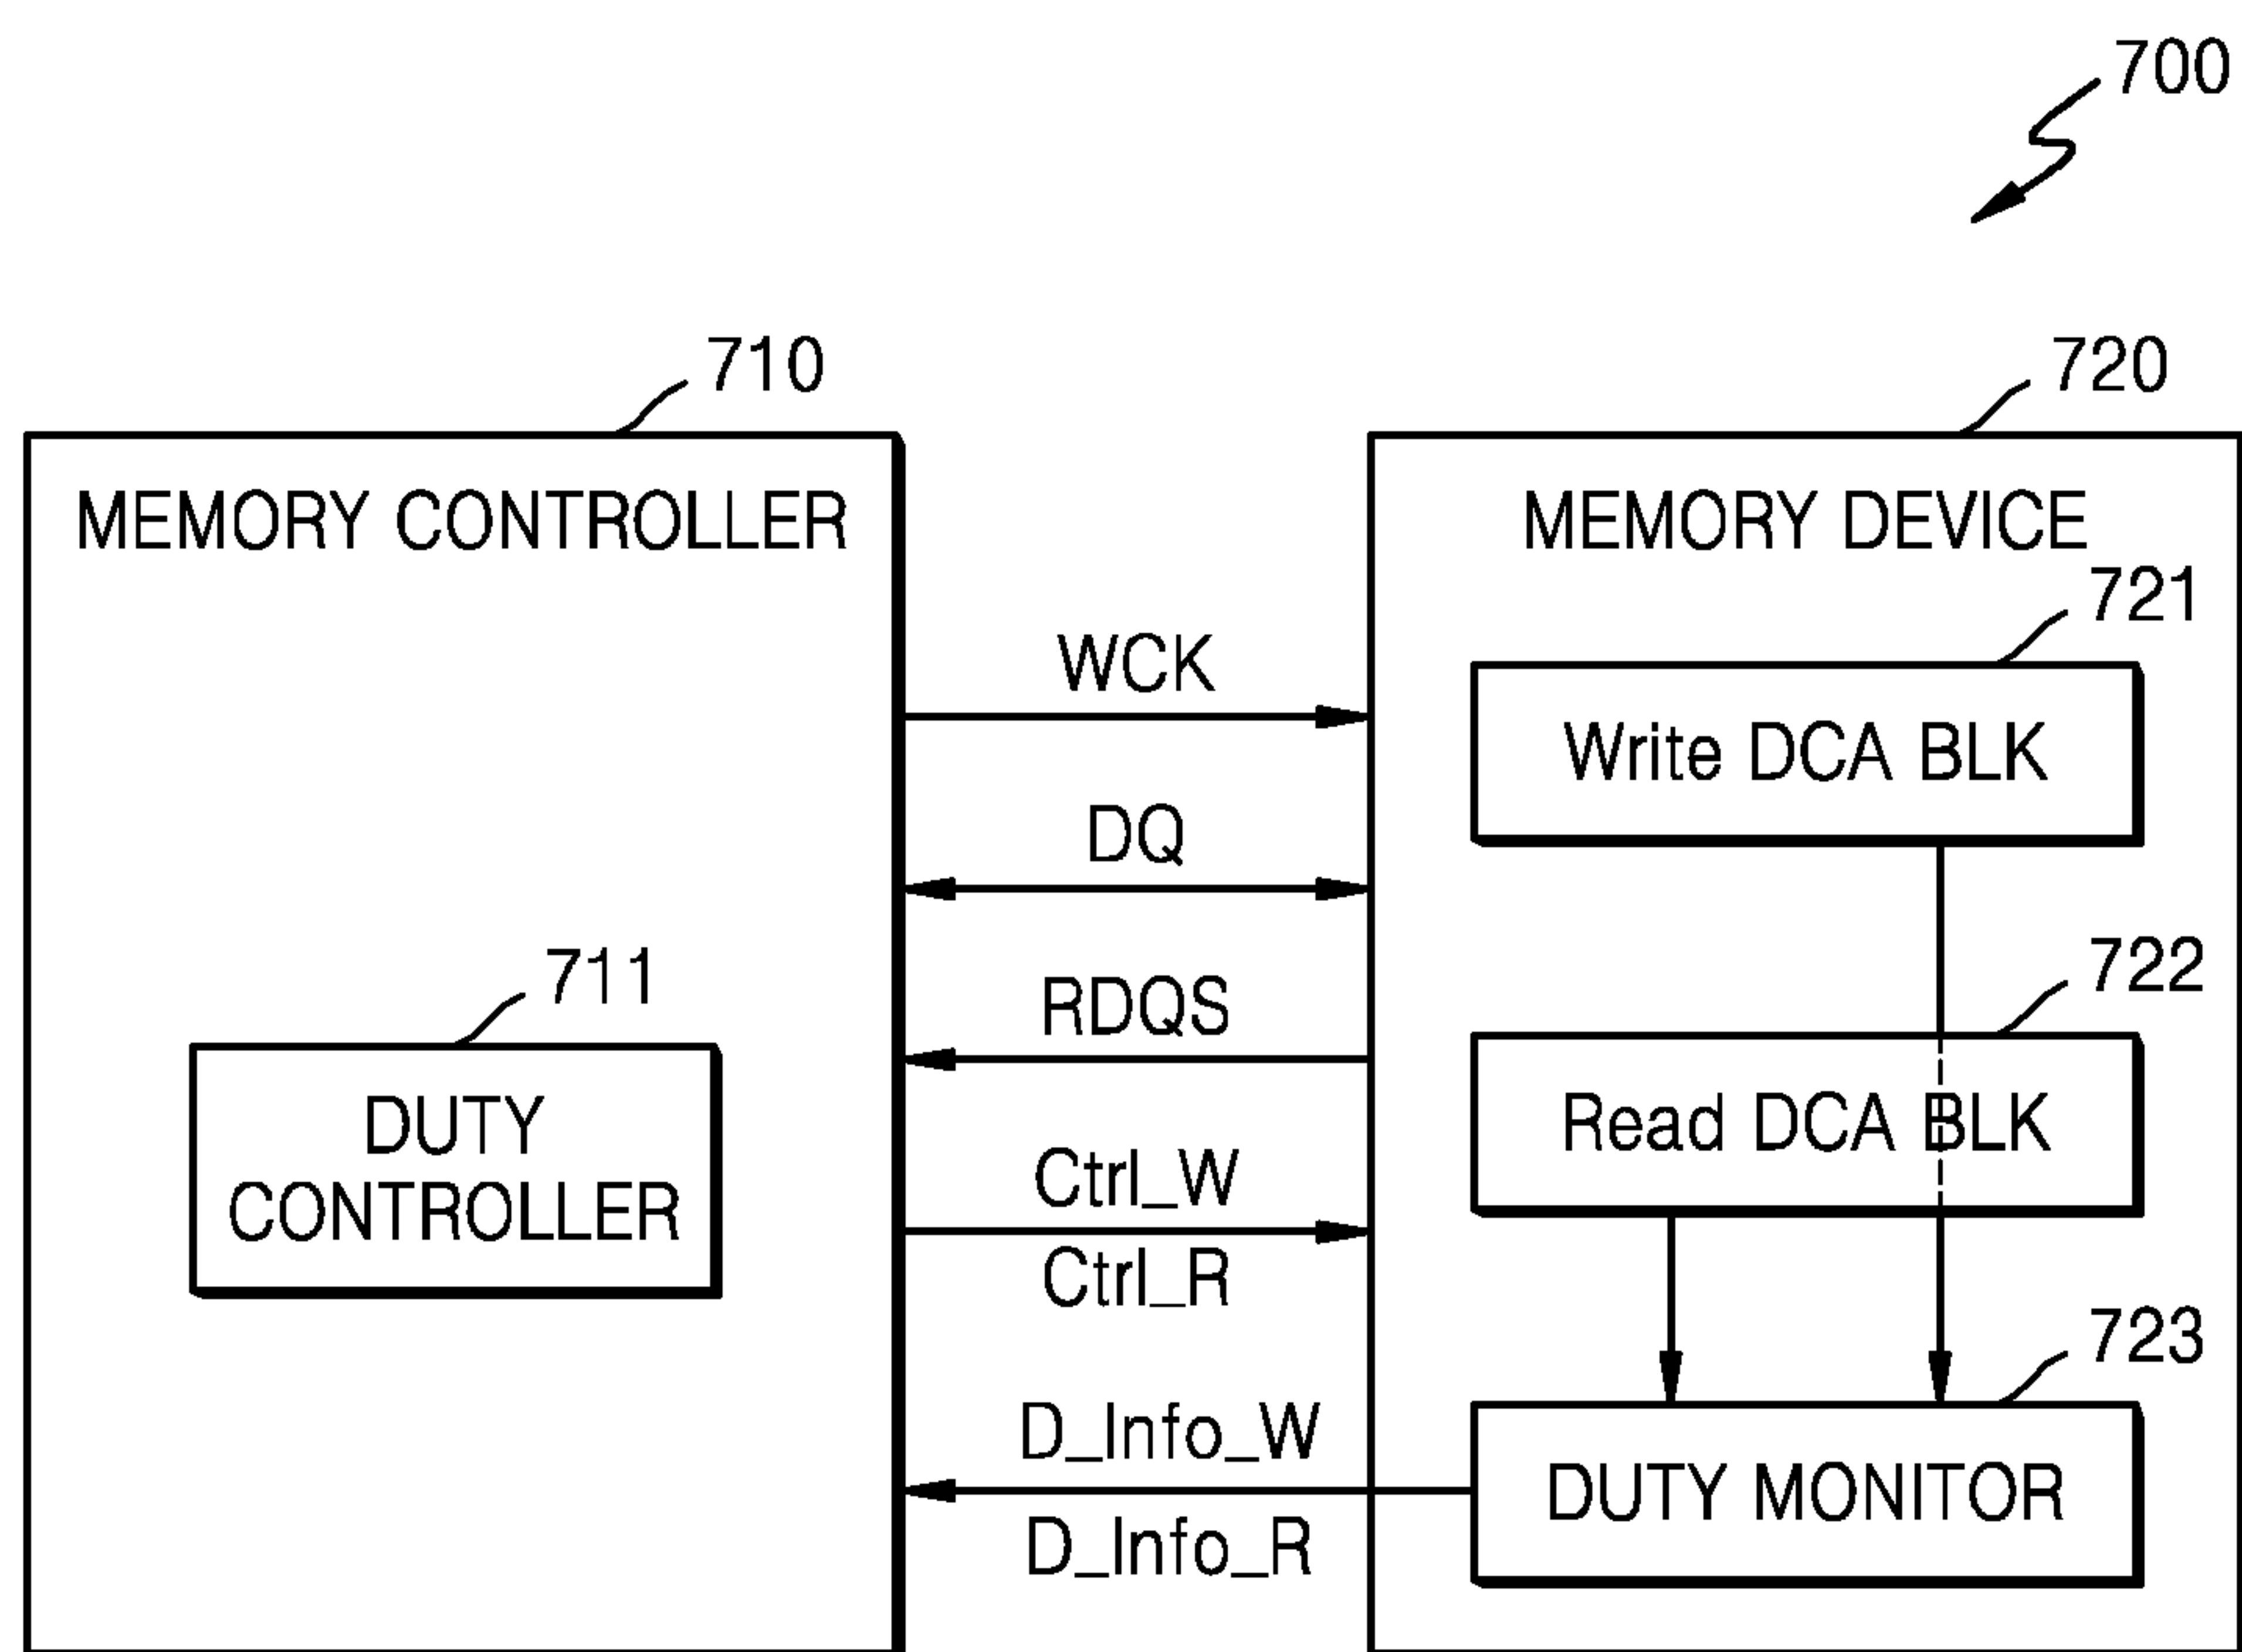 700
710
720
MEMORY CONTROLLER
MEMORY DEVICE
721
WCK
Write DCA BLK
DQ
711
722
RDQS
DUTY
CONTROLLER
Read DCA BLK
Ctrl_W
Ctrl_R
723
D_Info_W
DUTY MONITOR
D_Info_R